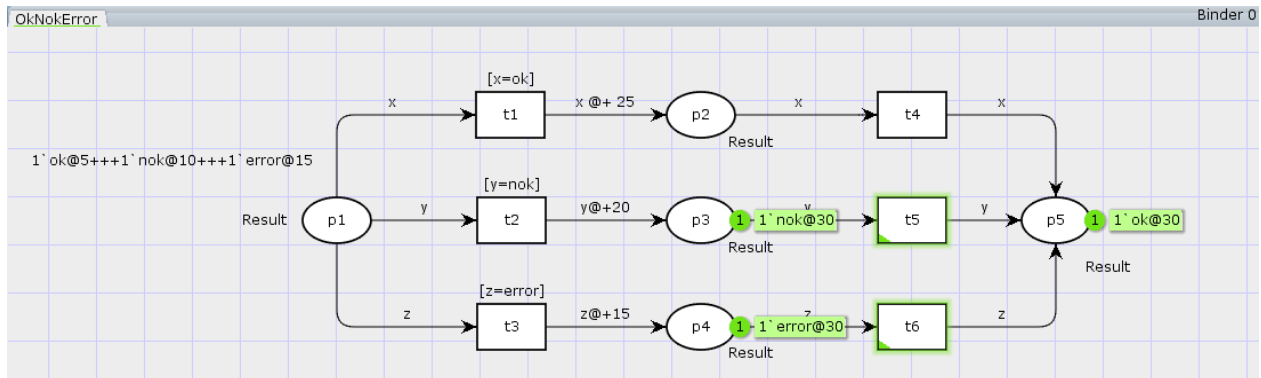 OkNokError
Binder 0
[x=ok]
x
t1
x @+ 25
p2
x
t4
x
Result
1`ok@5+++1`nok@10+++1`error@15
[y=nok]
Result
p1
y
t2
y@+20
p3
1
1`nok@30
y
t5
y
p5
1
1`ok@30
Result
Result
[z=error]
z
t3
z@+15
p4
1
1`error@30
z
t6
z
Result